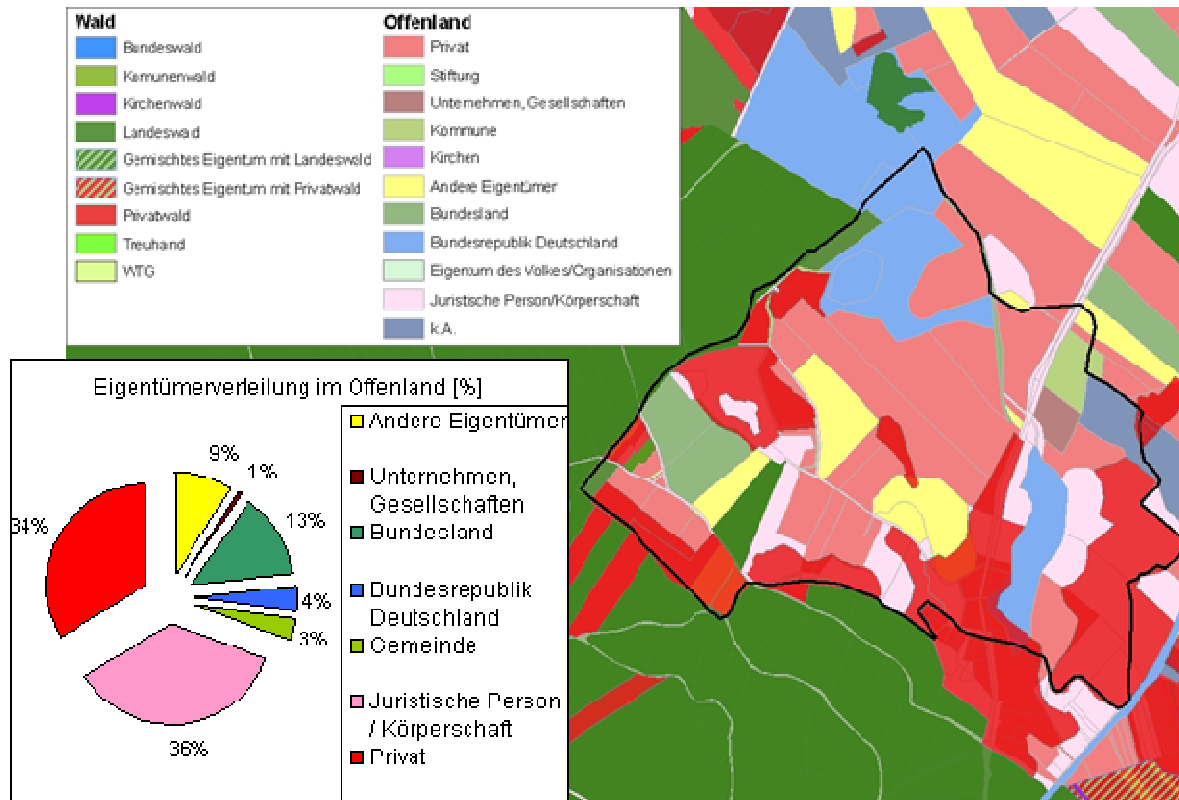 Wald
Bundeswald
Komunenwald
Kirchenwald
Landeswald
Gemischtes Eigentum mit Landeswald
Gemischtes Eigentum mit Privatwald
Privatwald
Treuhand
WTG
Offenland
Privat
Stiftung
Unternehmen, Gesellschaften
Kommune
Kirchen
Andere Eigentümer
Bundesland
Bundesrepublik Deutschland
Eigentum des Volkes/Organisationen
Juristische Person/Körperschaft
k.A.
Eigentümerverteilung im Offenland [%]
9%
1%
13%
4%
3%
36%
34%
Andere Eigentümer
Unternehmen,
Gesellschaften
Bundesland
Bundesrepublik
Deutschland
Gemeinde
Juristische Person
/ Körperschaft
Privat